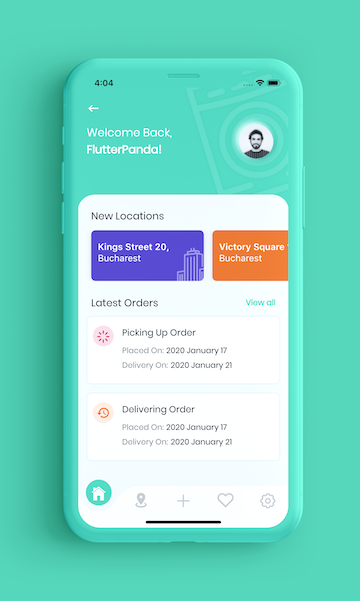 4:04
Welcome Back,
FlutterPanda!
New Locations
Kings Street 20,
Bucharest
Victory Square
Bucharest
Latest Orders
View all
Picking Up Order
Placed On: 2020 January 17
Delivery On: 2020 January 21
Delivering Order
Placed On: 2020 January 17
Delivery On: 2020 January 21